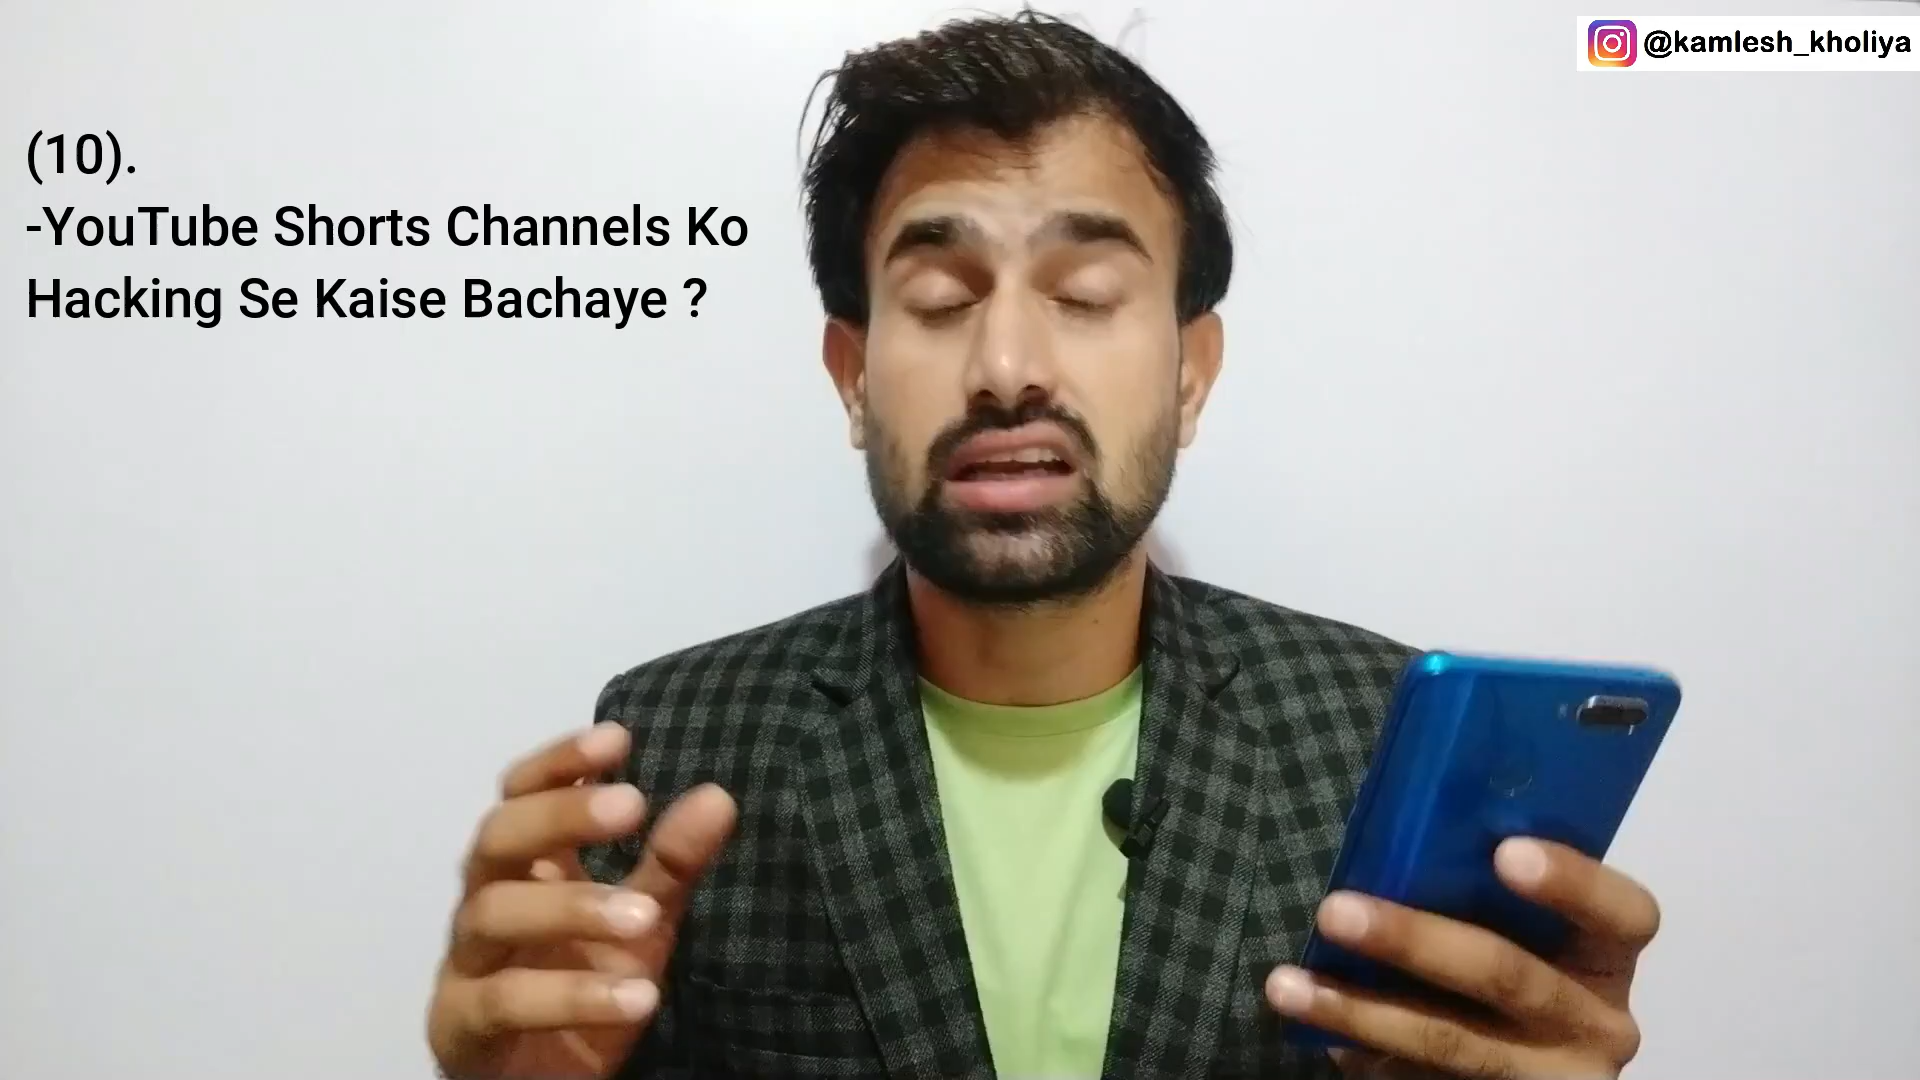 @kamlesh_kholiya
(10).
-YouTube Shorts Channels Ko
Hacking Se Kaise Bachaye ?